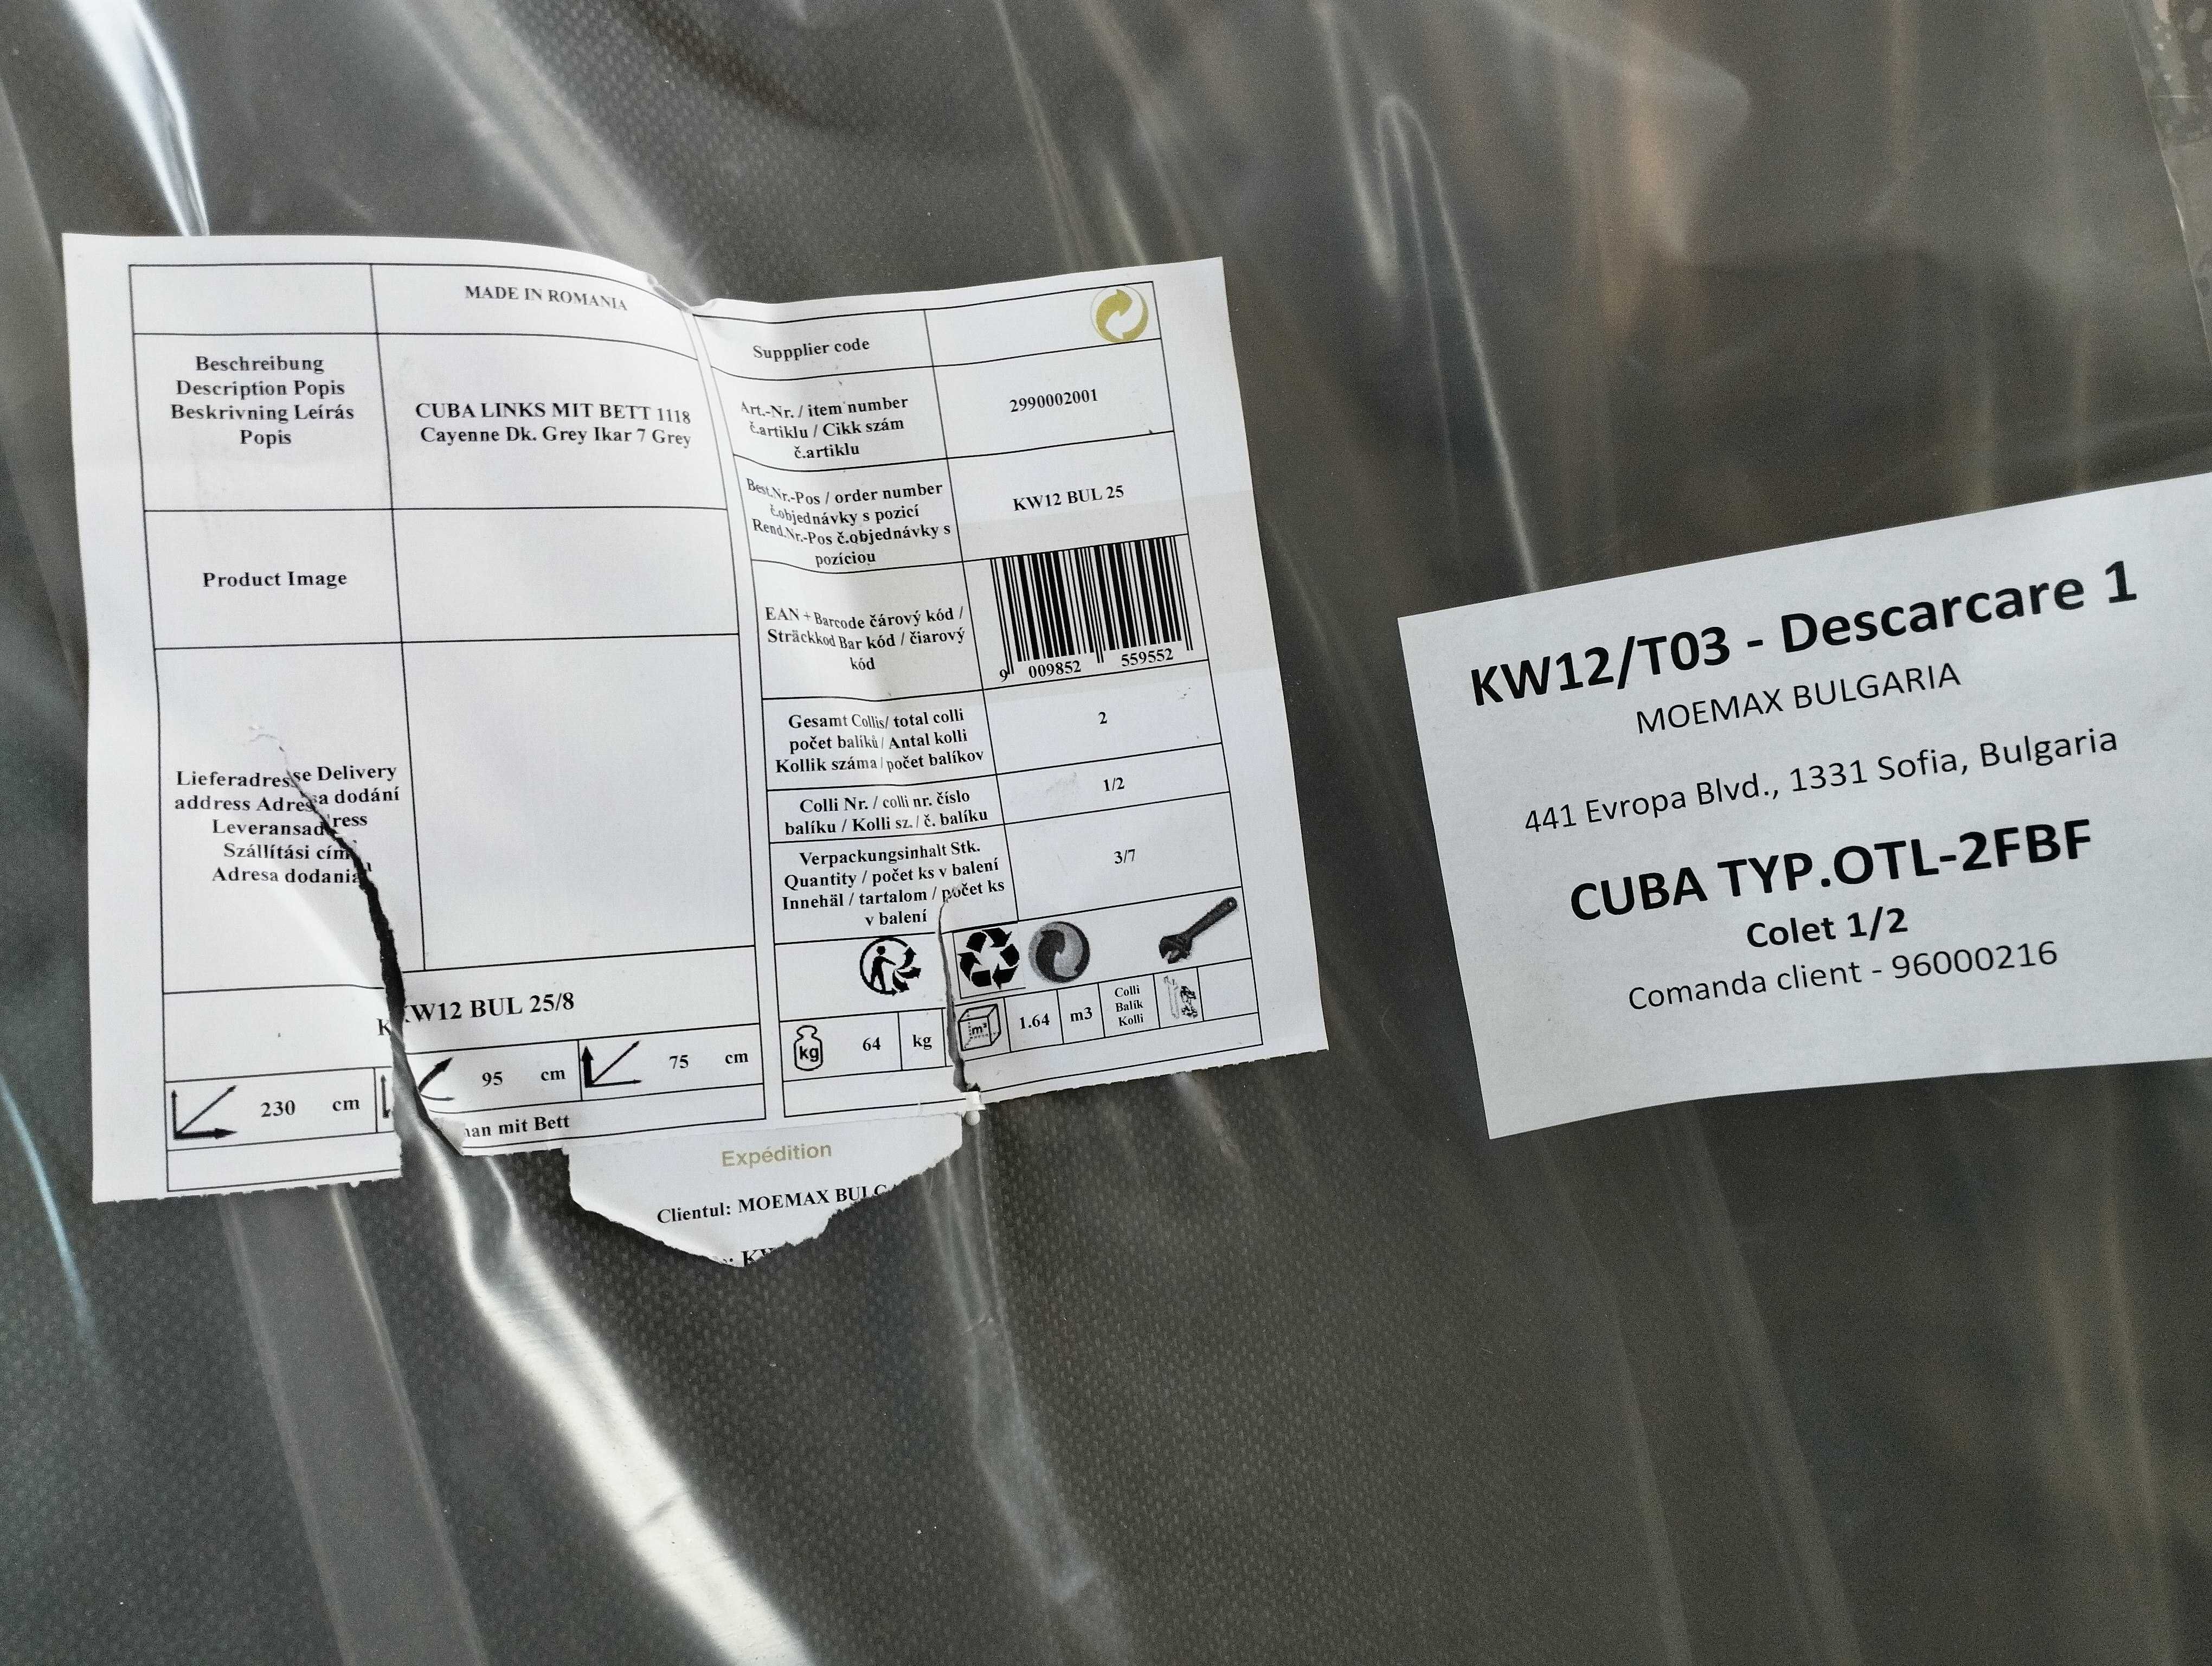 MADE IN ROMANIA
Beschreibung
Description Popis
Beskrivning Leírás
Popis
CUBA LINKS MIT BETT 1118
Cayenne Dk. Grey Ikar 7 Grey
Product Image
Lieferadresse Delivery
address Adresa dodání
Leveransadress
Szállítási cím
Adresa dodania
KW12 BUL 25/8
230 cm
95 cm
75 cm
mit Bett
Suppplier code
Art.-Nr. / item number
č.artiklu / Cikk szám
č.artiklu
2990002001
Best.Nr.-Pos / order number
č.objednávky s pozicí
Rend.Nr.-Pos č.objednávky s
pozíciou
KW12 BUL 25
EAN + Barcode čárový kód /
Sträckkod Bar kód / čiarový
kód
9 009852 559552
Gesamt Collis/ total colli
počet balíků / Antal kolli
Kollik száma / počet balíkov
2
Colli Nr. / colli nr. číslo
balíku / Kolli sz. / č. balíku
1/2
Verpackungsinhalt Stk.
Quantity / počet ks v balení
Innehäl / tartalom / počet ks
v balení
3/7
kg
64
kg
m³
1.64
m3
Colli
Balík
Kolli
Expédition
Clientul: MOEMAX
KW12/T03 - Descarcare 1
MOEMAX BULGARIA
441 Evropa Blvd., 1331 Sofia, Bulgaria
CUBA TYP.OTL-2FBF
Colet 1/2
Comanda client - 96000216